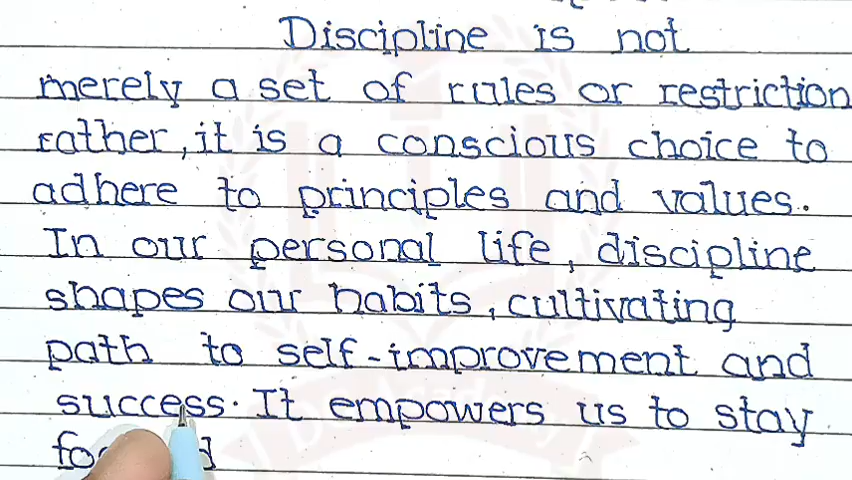 Discipline is not
merely a set of rules or restriction
rather, it is a conscious choice to
adhere to principles and values.
In our personal life, discipline
shapes our habits, cultivating
path to self-improvement and
success. It empowers us to stay